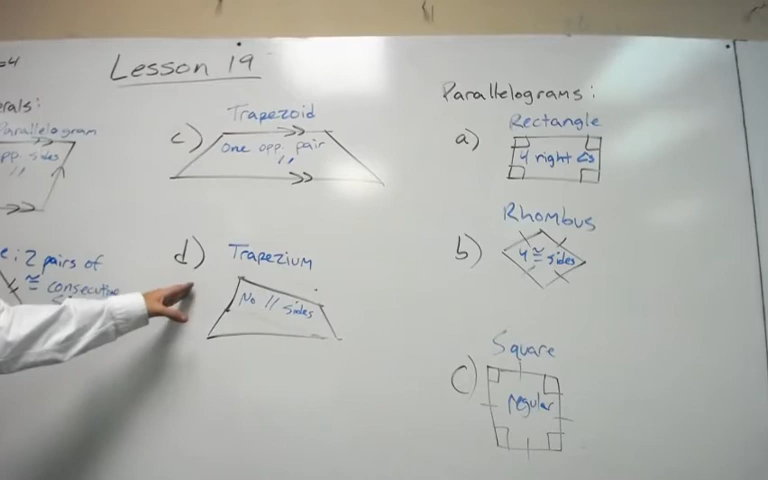 Lesson 19
erals:
Parallelogram
opp. sides
//
e: 2 pairs of
≅ consecutive
c) Trapezoid
one opp. pair
//
d) Trapezium
No // sides
Parallelograms:
a) Rectangle
4 right ∠s
b) Rhombus
4 ≅ sides
c) Square
regular